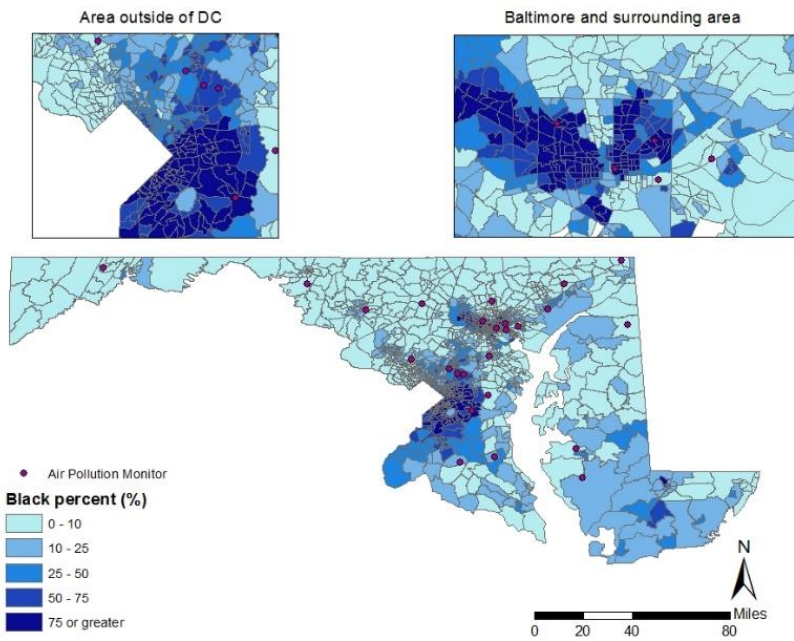 Area outside of DC
Baltimore and surrounding area
Air Pollution Monitor
Black percent (%)
0 - 10
10 - 25
25 - 50
50 - 75
75 or greater
N
Miles
0 20 40 80